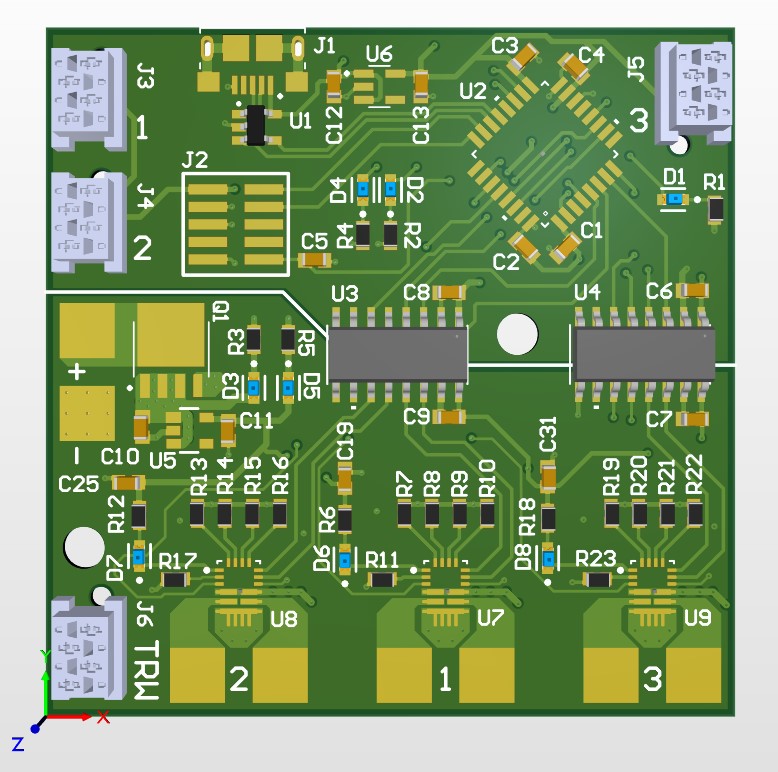 C3
J1
U6
C4
J3
J5
U2
1
U1
C12
C13
3
J2
D1
R1
J4
D4
D2
2
R4
R2
C1
C5
C2
U3
C8
U4
C6
Q1
R3
R5
+
D3
D5
C9
C7
C11
C19
C31
-
C10
U5
C25
R13
R14
R15
R16
R7
R8
R9
R10
R19
R20
R21
R22
R12
R6
R18
D7
R17
D6
R11
D8
R23
J6
U8
U7
U9
TRW
2
1
3
Y
X
Z